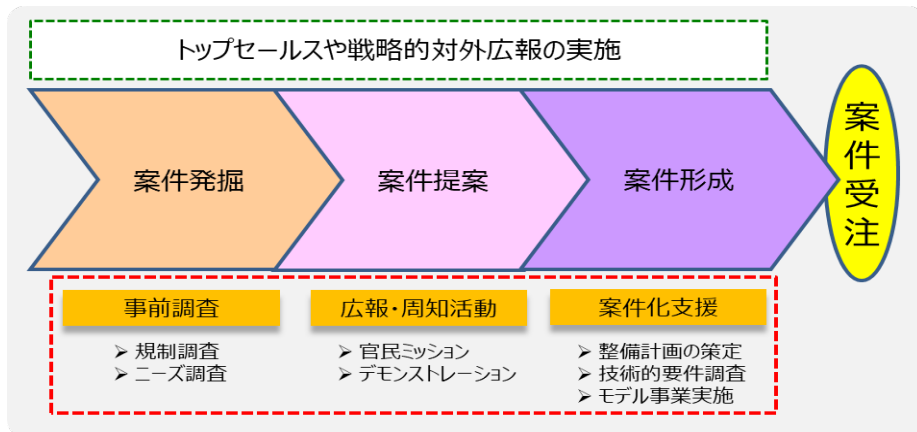 トップセールスや戦略的対外広報の実施
案件発掘
案件提案
案件形成
案件受注
事前調査
➢ 規制調査
➢ ニーズ調査
広報・周知活動
➢ 官民ミッション
➢ デモンストレーション
案件化支援
➢ 整備計画の策定
➢ 技術的要件調査
➢ モデル事業実施